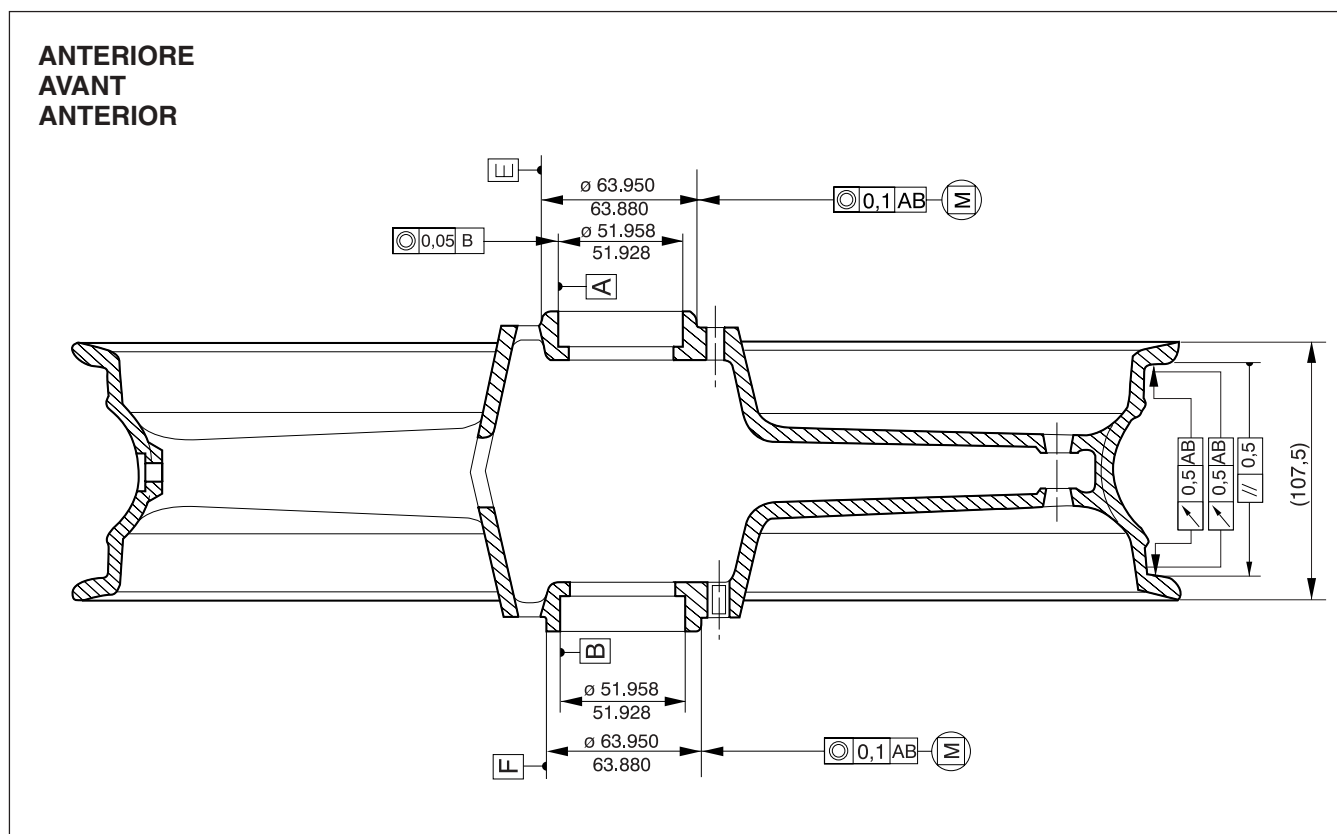 ANTERIORE
AVANT
ANTERIOR
E
ø 63.950
63.880
◎ 0,1 AB M
ø 51.958
51.928
◎ 0,05 B
A
↗ 0,5 AB
↗ 0,5 AB
// 0,5
(107,5)
B
ø 51.958
51.928
ø 63.950
63.880
◎ 0,1 AB M
F